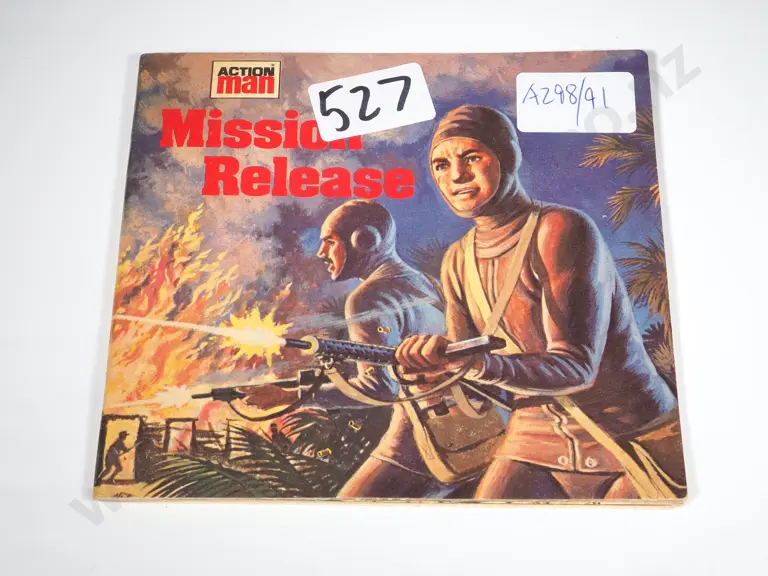 ACTION
man
527
A298/91
Mission
Release